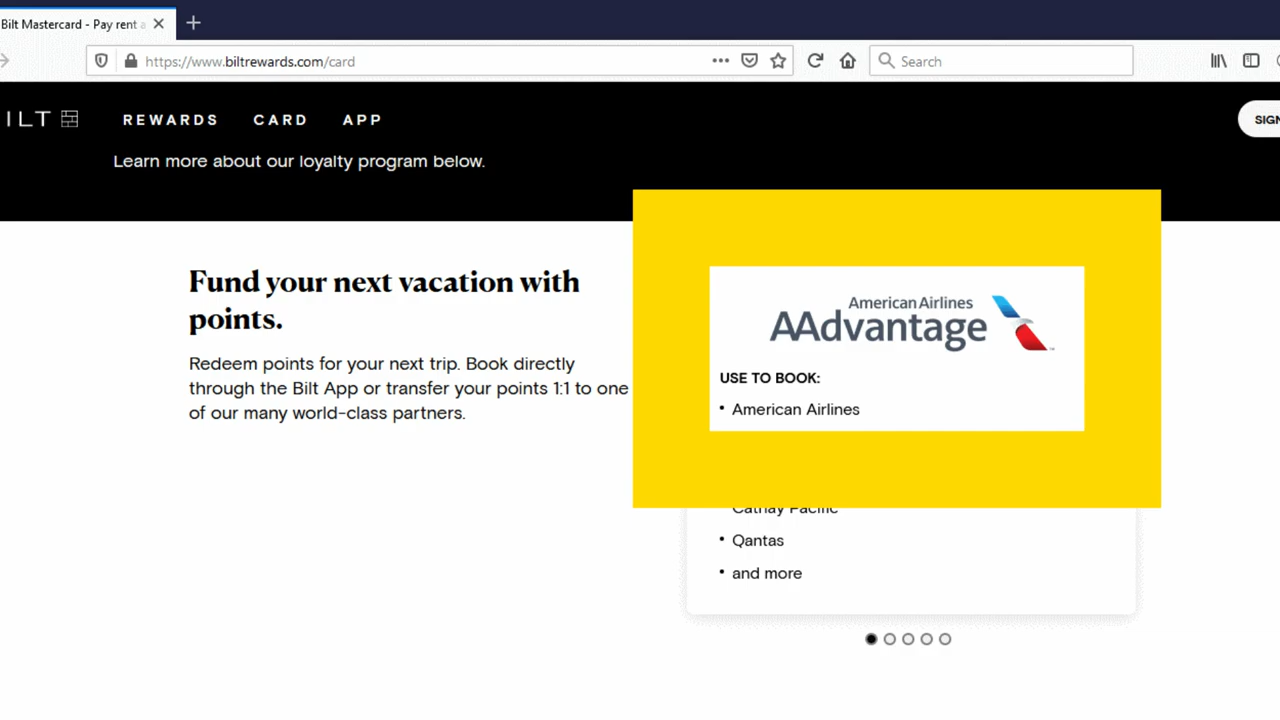 Bilt Mastercard - Pay rent a
https://www.biltrewards.com/card
Search
ILT
REWARDS CARD APP
SIGN
Learn more about our loyalty program below.
Fund your next vacation with
points.
Redeem points for your next trip. Book directly
through the Bilt App or transfer your points 1:1 to one
of our many world-class partners.
American Airlines
AAdvantage
USE TO BOOK:
• American Airlines
Cathay Pacific
• Qantas
• and more